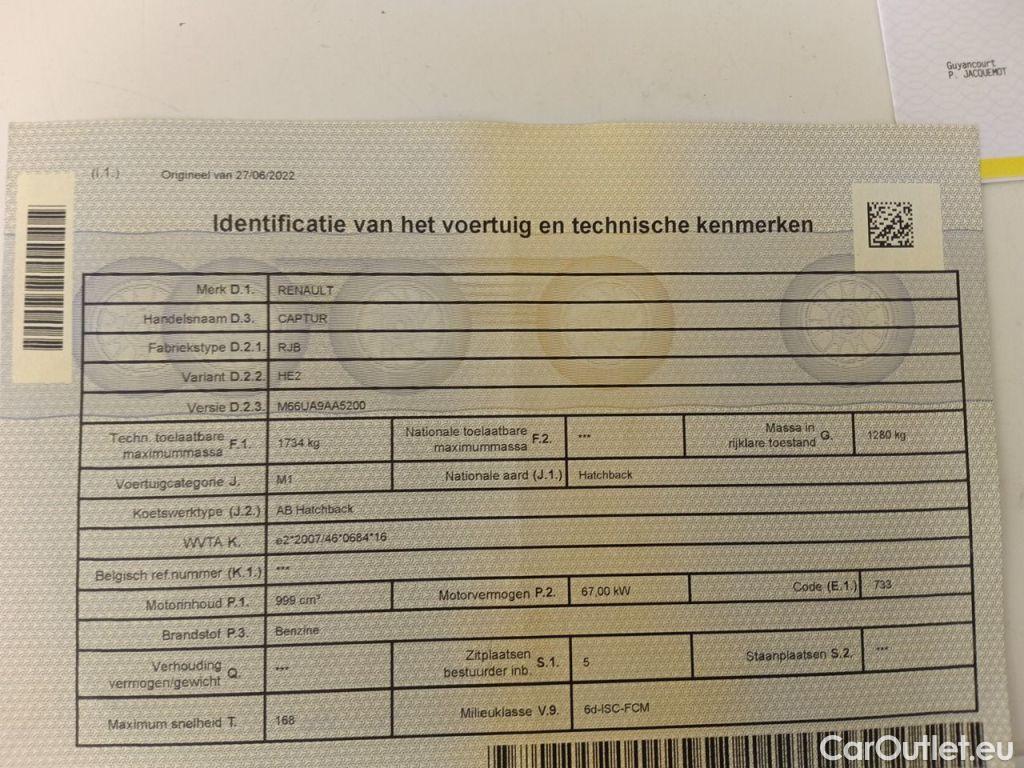 Guyancourt
P. JACQUEMOT
(I.1.) Origineel van 27/06/2022
Identificatie van het voertuig en technische kenmerken
Merk D.1. RENAULT
Handelsnaam D.3. CAPTUR
Fabriekstype D.2.1. RJB
Variant D.2.2. HE2
Versie D.2.3. M66UA9AA5200
Techn. toelaatbare maximummassa F.1. 1734 kg Nationale toelaatbare maximummassa F.2. *** Massa in rijklare toestand G. 1280 kg
Voertuigcategorie J. M1 Nationale aard (J.1.) Hatchback
Koetswerktype (J.2.) AB Hatchback
WVTA K. e2*2007/46*0684*16
Belgisch ref.nummer (K.1.) ***
Motorinhoud P.1. 999 cm³ Motorvermogen P.2. 67,00 kW Code (E.1.) 733
Brandstof P.3. Benzine
Verhouding vermogen/gewicht Q. *** Zitplaatsen bestuurder inb. S.1. 5 Staanplaatsen S.2. ***
Maximum snelheid T. 168 Milieuklasse V.9. 6d-ISC-FCM
CarOutlet.eu